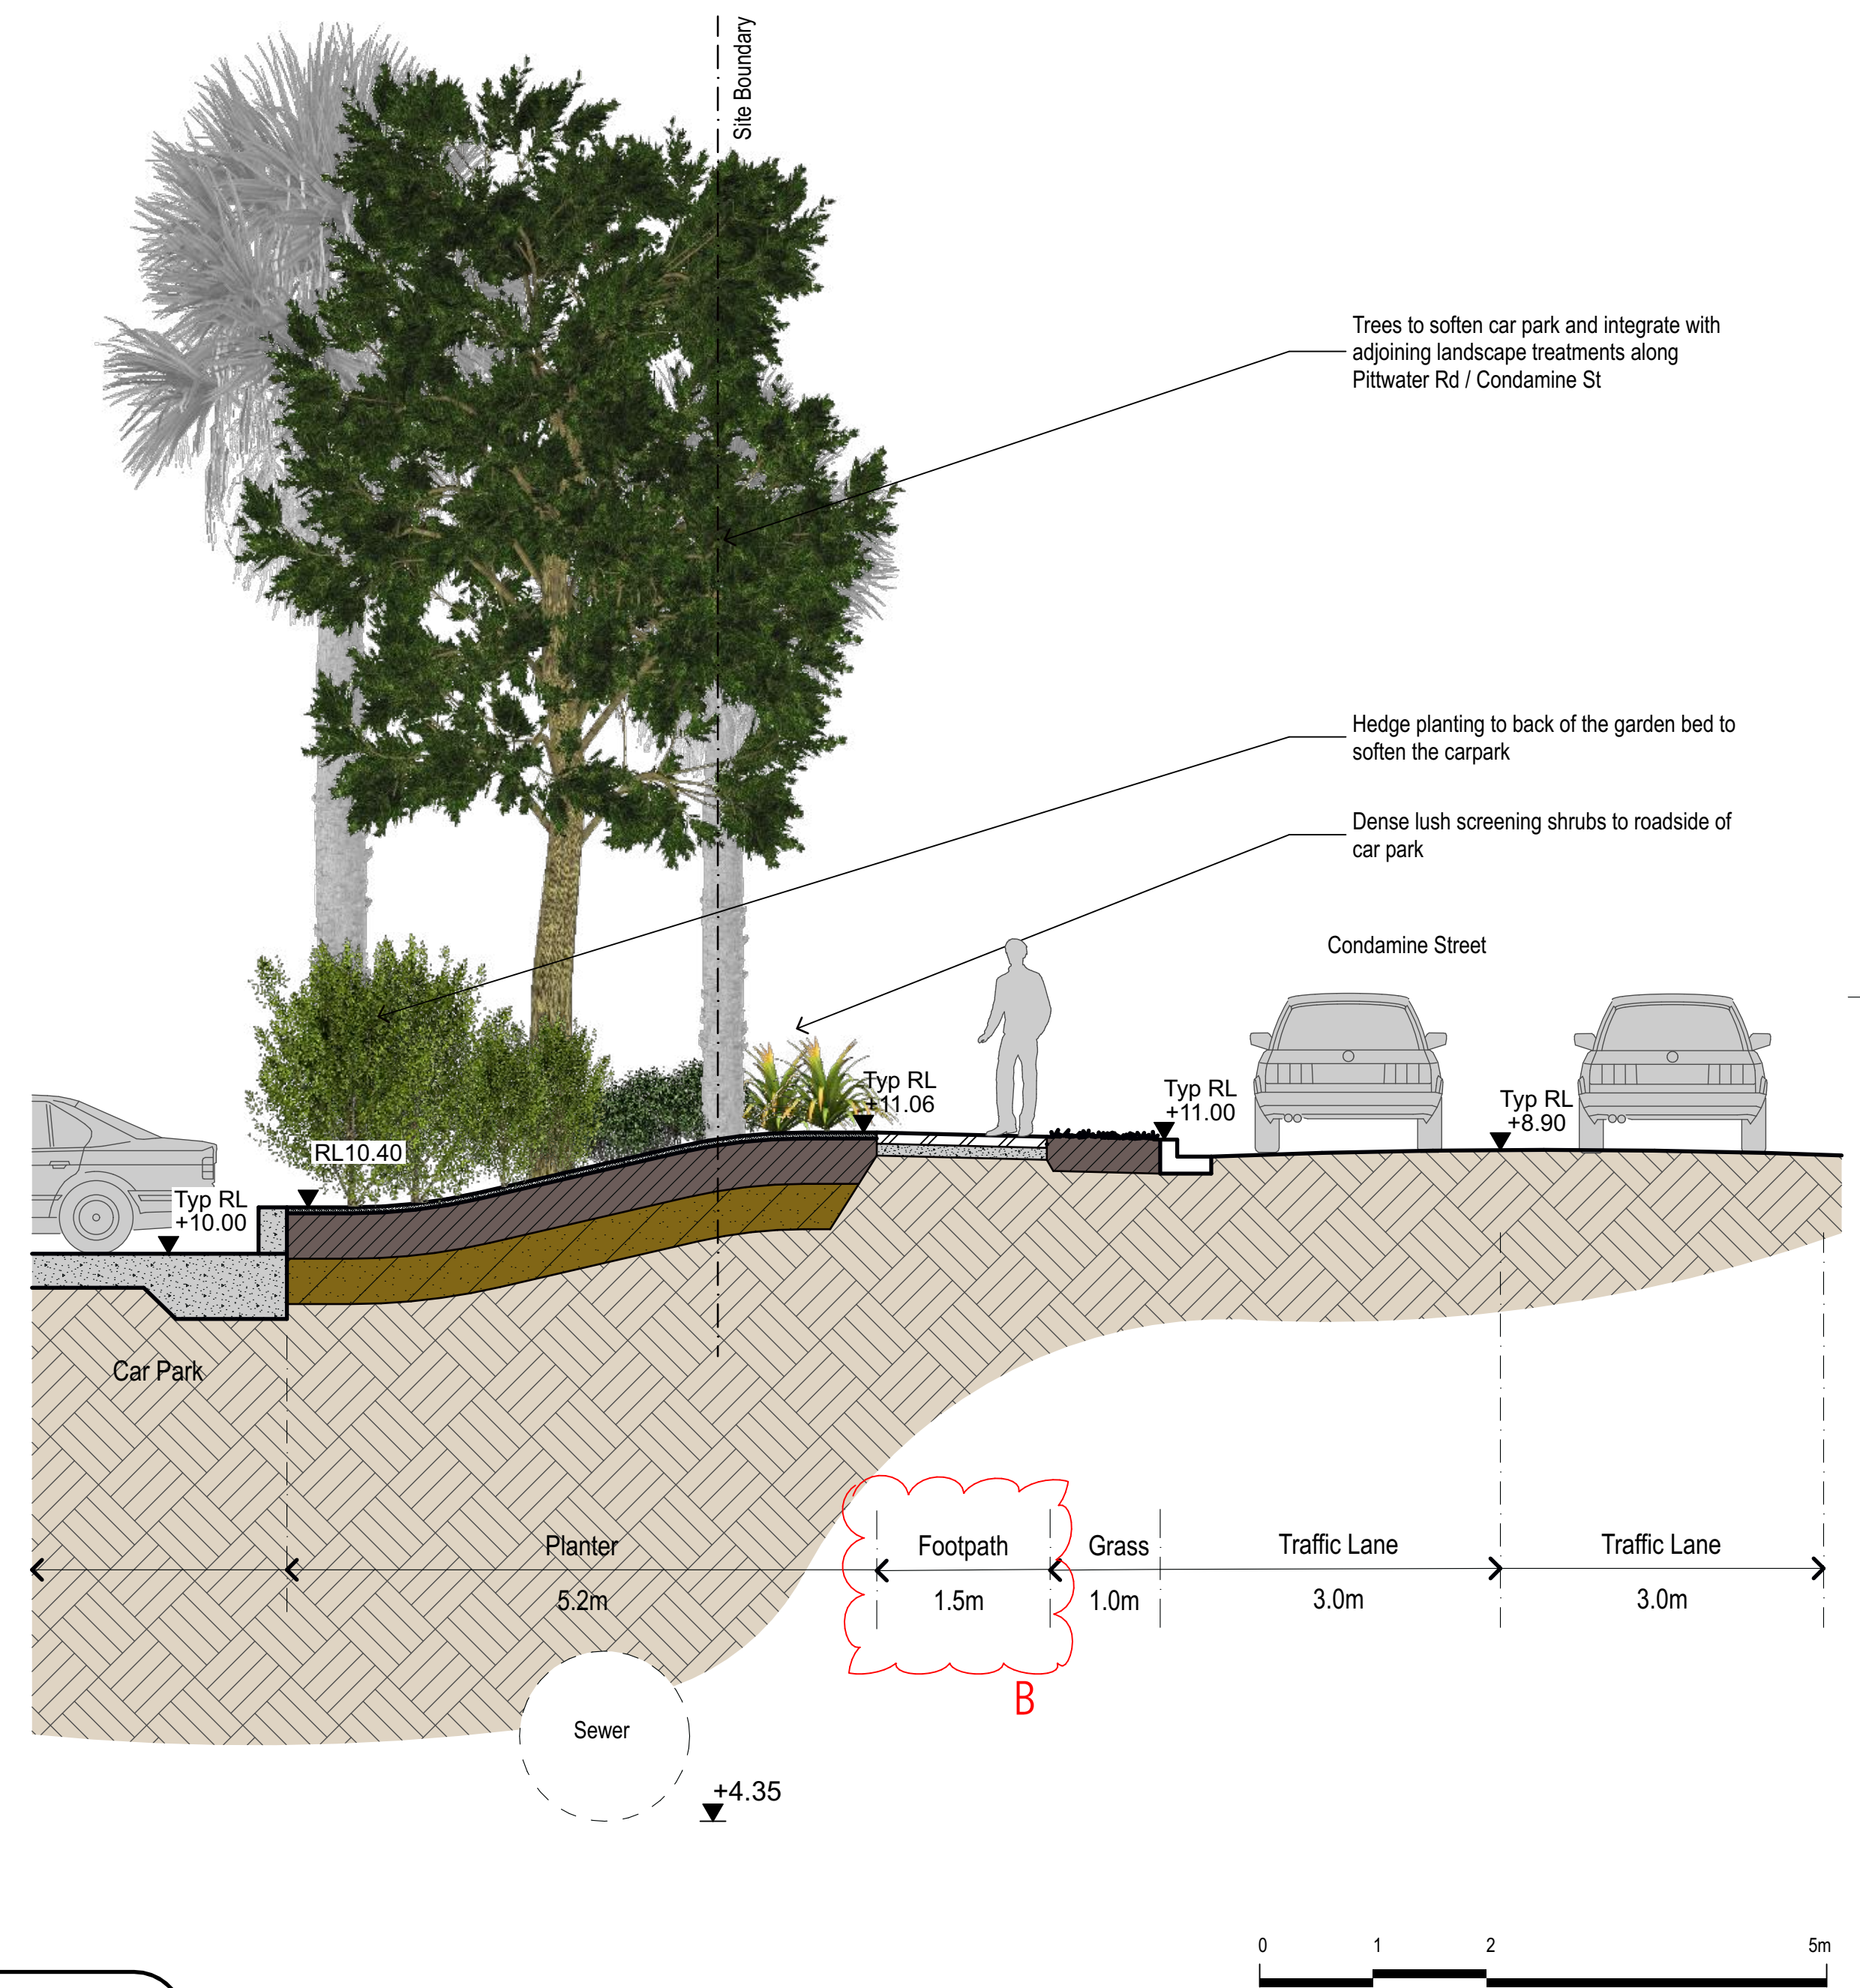 Site Boundary
Trees to soften car park and integrate with
adjoining landscape treatments along
Pittwater Rd / Condamine St
Hedge planting to back of the garden bed to
soften the carpark
Dense lush screening shrubs to roadside of
car park
Condamine Street
Typ RL
+11.06
Typ RL
+11.00
Typ RL
+8.90
RL10.40
Typ RL
+10.00
Car Park
Planter
5.2m
Footpath
1.5m
Grass
1.0m
Traffic Lane
3.0m
Traffic Lane
3.0m
B
Sewer
+4.35
0 1 2 5m